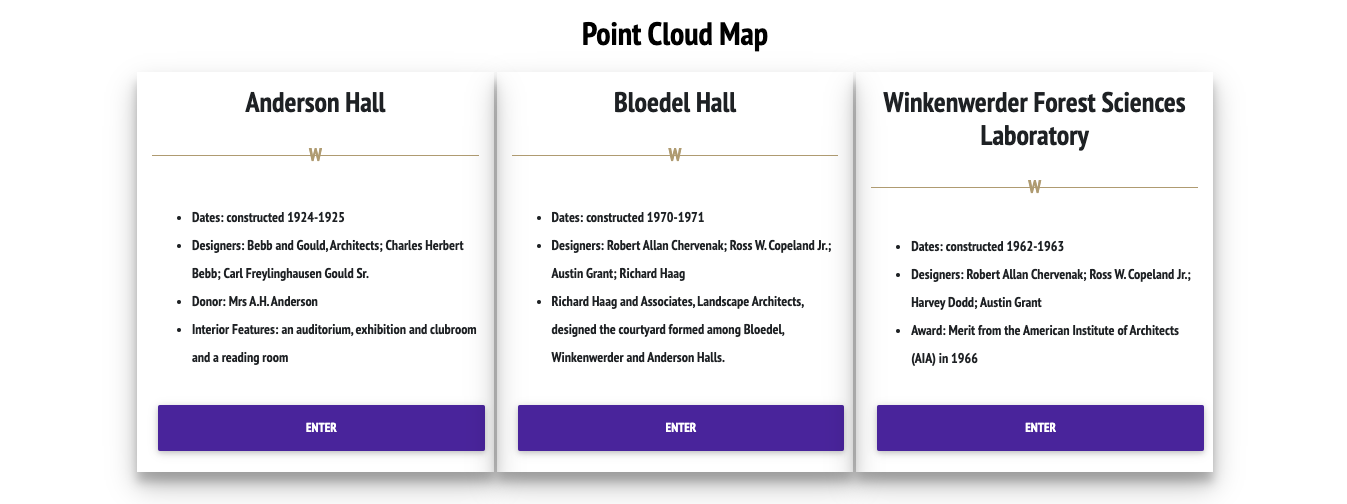 Point Cloud Map
Anderson Hall
W
• Dates: constructed 1924-1925
• Designers: Bebb and Gould, Architects; Charles Herbert
Bebb; Carl Freylinghausen Gould Sr.
• Donor: Mrs A.H. Anderson
• Interior Features: an auditorium, exhibition and clubroom
and a reading room
ENTER
Bloedel Hall
W
• Dates: constructed 1970-1971
• Designers: Robert Allan Chervenak; Ross W. Copeland Jr.;
Austin Grant; Richard Haag
• Richard Haag and Associates, Landscape Architects,
designed the courtyard formed among Bloedel,
Winkenwerder and Anderson Halls.
ENTER
Winkenwerder Forest Sciences
Laboratory
W
• Dates: constructed 1962-1963
• Designers: Robert Allan Chervenak; Ross W. Copeland Jr.;
Harvey Dodd; Austin Grant
• Award: Merit from the American Institute of Architects
(AIA) in 1966
ENTER